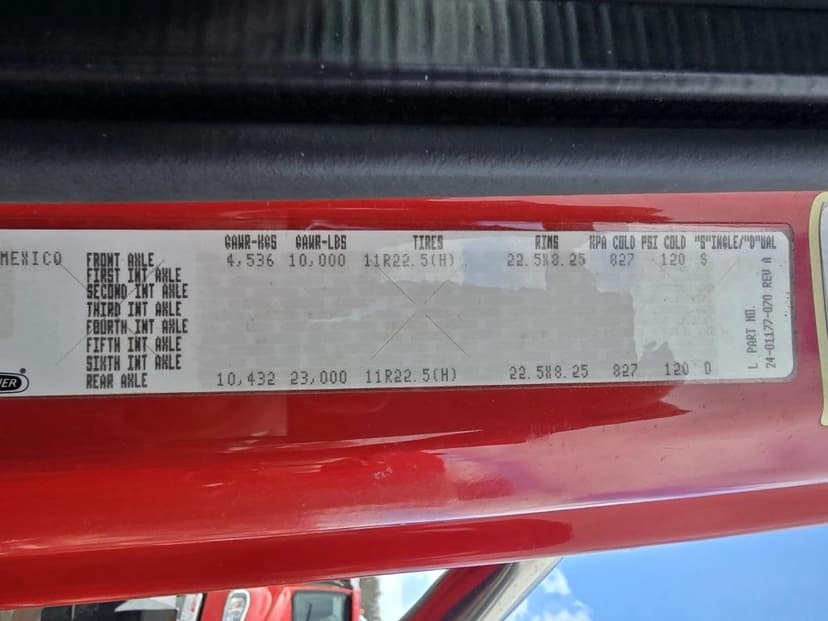 GAWR-KGS GAWR-LBS TIRES RIMS KPA COLD PSI COLD "S"INGLE/"D"UAL
MEXICO FRONT AXLE 4,536 10,000 11R22.5(H) 22.5X8.25 827 120 S
FIRST INT AXLE
SECOND INT AXLE
THIRD INT AXLE
FOURTH INT AXLE
FIFTH INT AXLE
SIXTH INT AXLE
REAR AXLE 10,432 23,000 11R22.5(H) 22.5X8.25 827 120 D
L PART NO.
24-01177-070 REV A